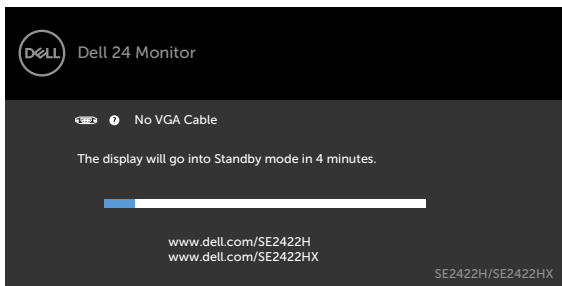 DELL
Dell 24 Monitor
? No VGA Cable
The display will go into Standby mode in 4 minutes.
www.dell.com/SE2422H
www.dell.com/SE2422HX
SE2422H/SE2422HX